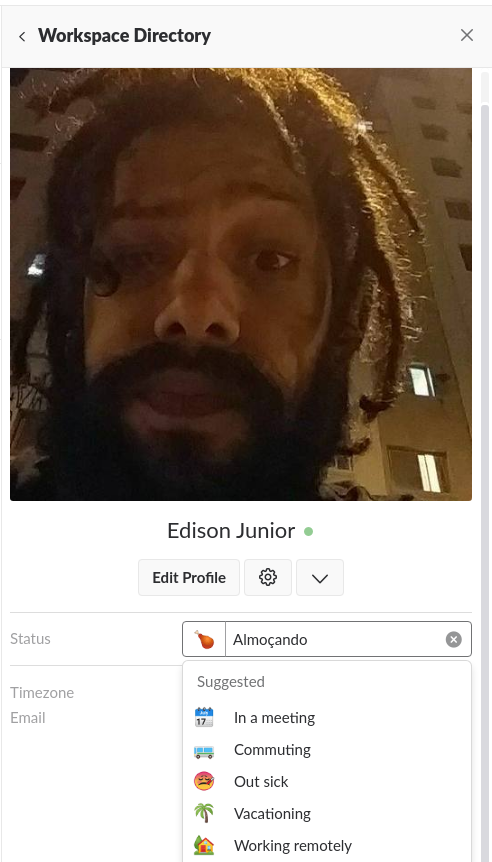 Workspace Directory
Edison Junior
Edit Profile
Status
Almoçando
Suggested
Timezone
Email
In a meeting
Commuting
Out sick
Vacationing
Working remotely